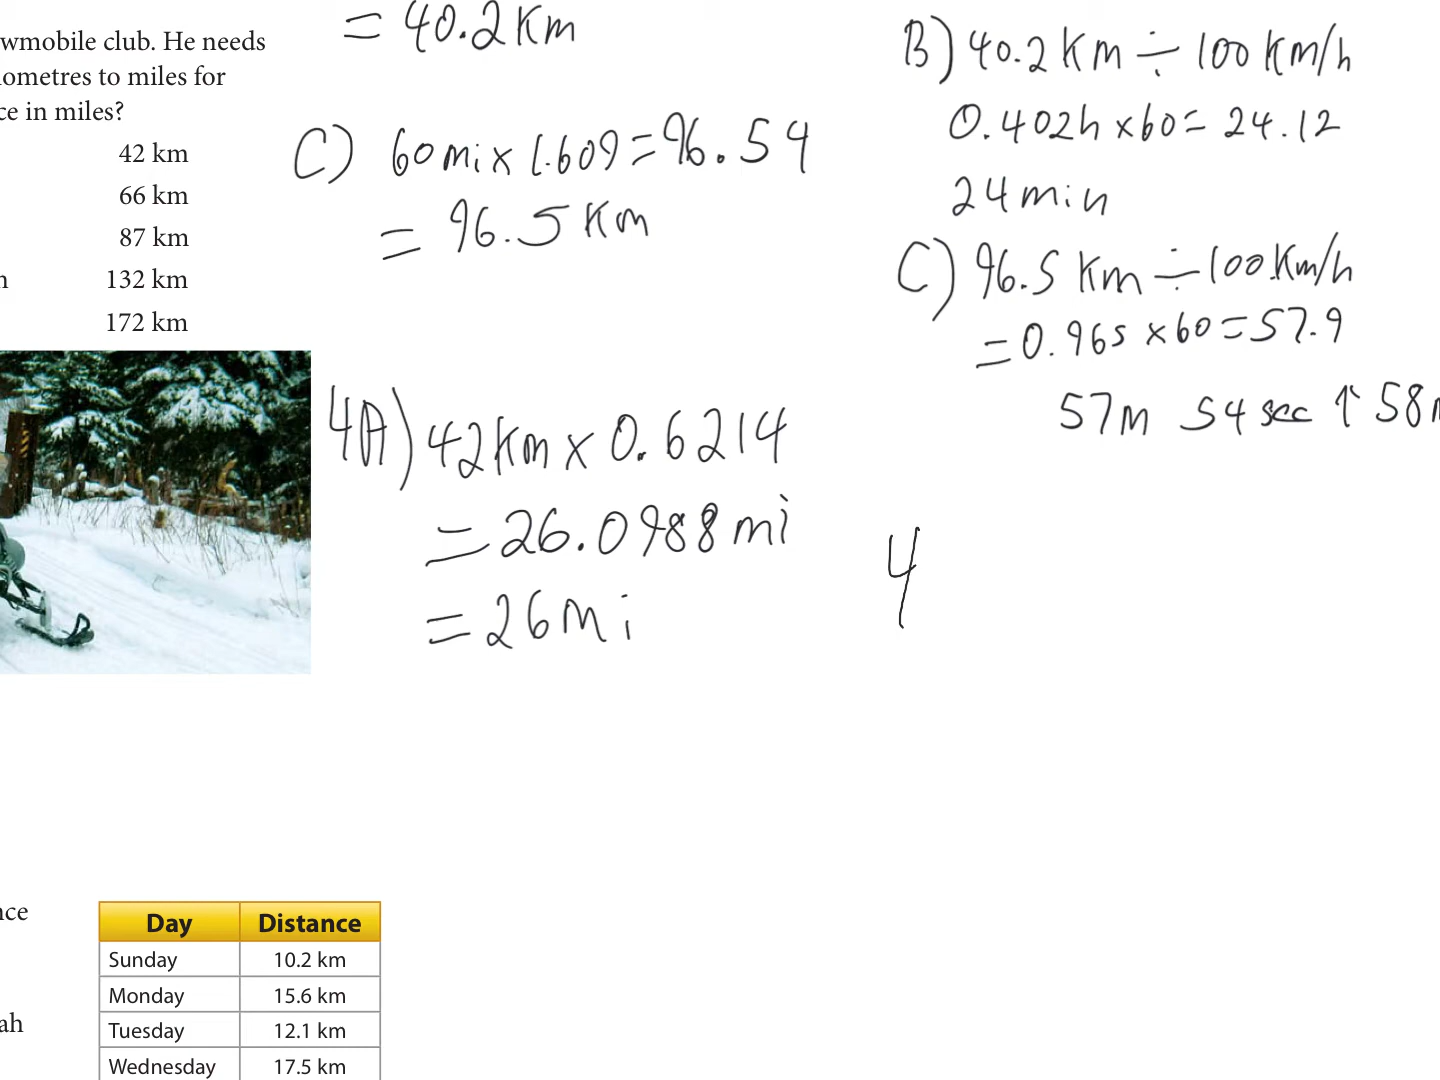 wmobile club. He needs
lometres to miles for
ce in miles?
42 km
66 km
87 km
132 km
172 km
= 40.2 Km
C) 60 mi x 1.609 = 96.54
= 96.5 Km
4A) 42 Km x 0.6214
= 26.0988 mi
= 26 Mi
B) 40.2 Km ÷ 100 Km/h
0.402h x 60 = 24.12
24 min
C) 96.5 Km ÷ 100 Km/h
= 0.965 x 60 = 57.9
57M 54 sec ↑ 58
4
nce
ah
Day Distance
Sunday 10.2 km
Monday 15.6 km
Tuesday 12.1 km
Wednesday 17.5 km